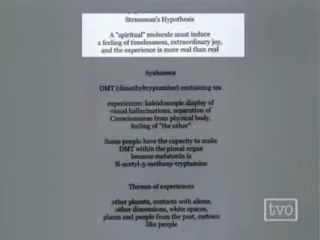 Strassman's Hypothesis
A "spiritual" molecule must induce
a feeling of timelessness, extraordinary joy,
and the experience is more real than real
Ayahuasca
DMT (dimethyltryptamine) containing tea
experiences: kaleidoscopic display of
visual hallucinations, separation of
Consciousness from physical body,
feeling of "the other"
Some people have the capacity to make
DMT within the pineal organ
because melatonin is
N-acetyl-5-methoxy-tryptamine
Themes of experiences
other planets, contacts with aliens,
other dimensions, white spaces,
places and people from the past, cartoon
like people
tvo